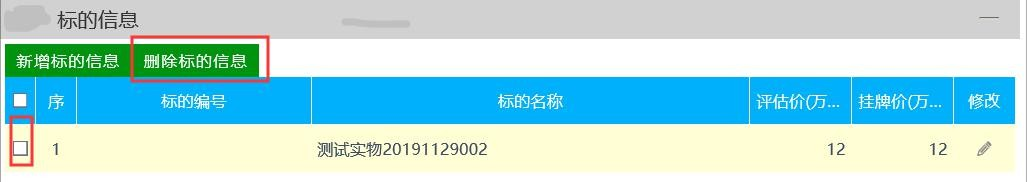 标的信息
新增标的信息 删除标的信息
序 标的编号 标的名称 评估价(万... 挂牌价(万... 修改
1 测试实物20191129002 12 12